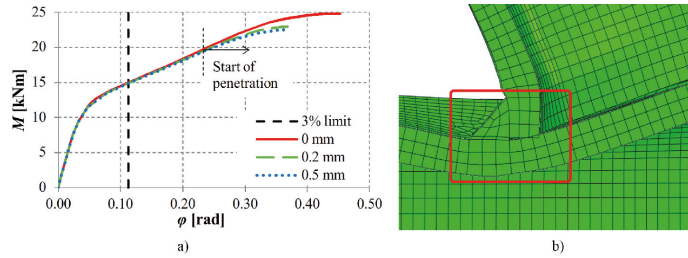 25
20
15
10
5
0
M [kNm]
0.00
0.10
0.20
0.30
0.40
0.50
φ [rad]
Start of
penetration
3% limit
0 mm
0.2 mm
0.5 mm
a)
b)